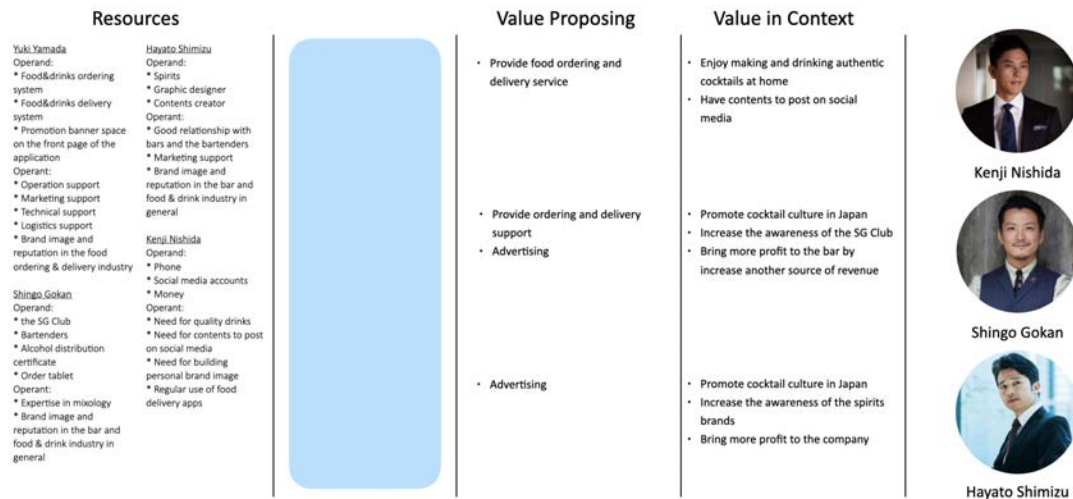 Resources
Value Proposing
Value in Context
Yuki Yamada
Operand:
* Food&drinks ordering
system
* Food&drinks delivery
system
* Promotion banner space
on the front page of the
application
Operant:
* Operation support
* Marketing support
* Technical support
* Logistics support
* Brand image and
reputation in the food
ordering & delivery industry
Shingo Gokan
Operand:
* the SG Club
* Bartenders
* Alcohol distribution
certificate
* Order tablet
Operant:
* Expertise in mixology
* Brand image and
reputation in the bar and
food & drink industry in
general
Hayato Shimizu
Operand:
* Spirits
* Graphic designer
* Contents creator
Operant:
* Good relationship with
bars and the bartenders
* Marketing support
* Brand image and
reputation in the bar and
food & drink industry in
general
Kenji Nishida
Operand:
* Phone
* Social media accounts
* Money
Operant:
* Need for quality drinks
* Need for contents to post
on social media
* Need for building
personal brand image
* Regular use of food
delivery apps
・ Provide food ordering and
delivery service
・ Provide ordering and delivery
support
・ Advertising
・ Advertising
・ Enjoy making and drinking authentic
cocktails at home
・ Have contents to post on social
media
・ Promote cocktail culture in Japan
・ Increase the awareness of the SG Club
・ Bring more profit to the bar by
increase another source of revenue
・ Promote cocktail culture in Japan
・ Increase the awareness of the spirits
brands
・ Bring more profit to the company
Kenji Nishida
Shingo Gokan
Hayato Shimizu